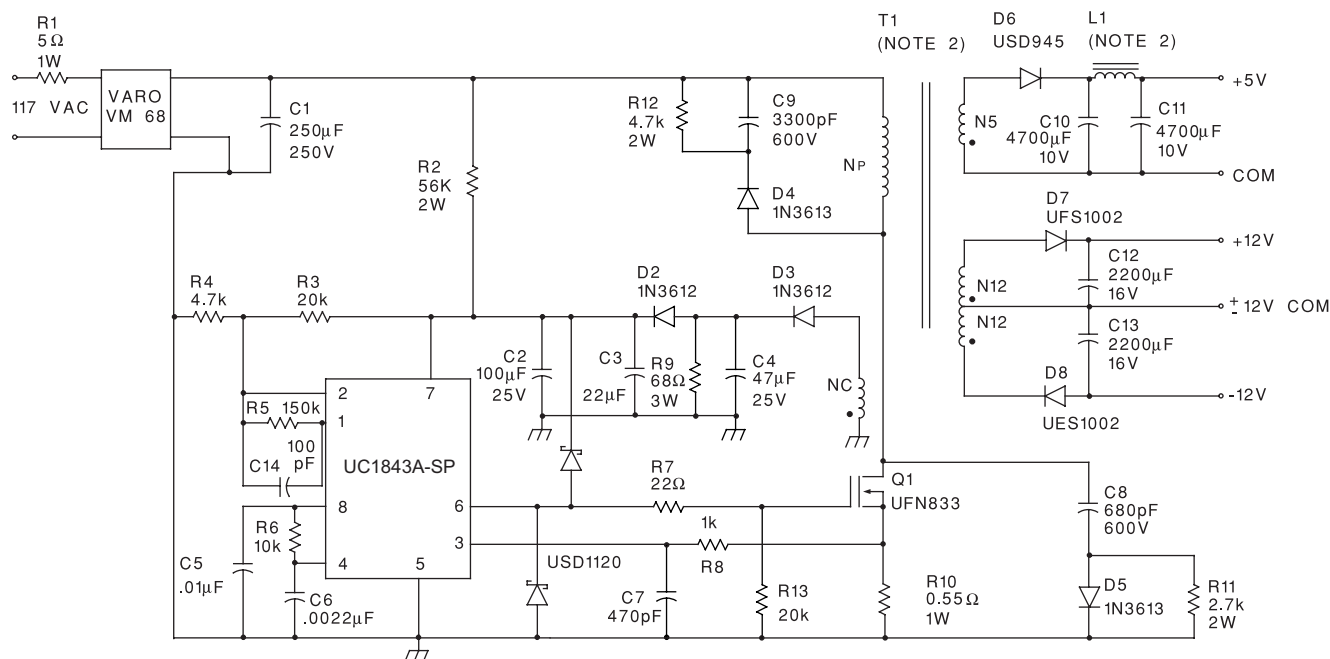 R1
5Ω
1W
117 VAC
VARO
VM 68
C1
250µF
250V
R2
56K
2W
R12
4.7k
2W
C9
3300pF
600V
D4
1N3613
NP
T1
(NOTE 2)
D6
USD945
L1
(NOTE 2)
+5V
N5
C10
4700µF
10V
C11
4700µF
10V
COM
D7
UFS1002
+12V
N12
N12
C12
2200µF
16V
± 12V COM
C13
2200µF
16V
D8
UES1002
-12V
R4
4.7k
R3
20k
D2
1N3612
D3
1N3612
C2
100µF
25V
C3
22µF
R9
68Ω
3W
C4
47µF
25V
NC
2
7
R5 150k
1
100
pF
C14
UC1843A-SP
8
6
R6
10k
4
5
3
C5
.01µF
C6
.0022µF
USD1120
R7
22Ω
1k
R8
C7
470pF
R13
20k
Q1
UFN833
R10
0.55Ω
1W
C8
680pF
600V
D5
1N3613
R11
2.7k
2W